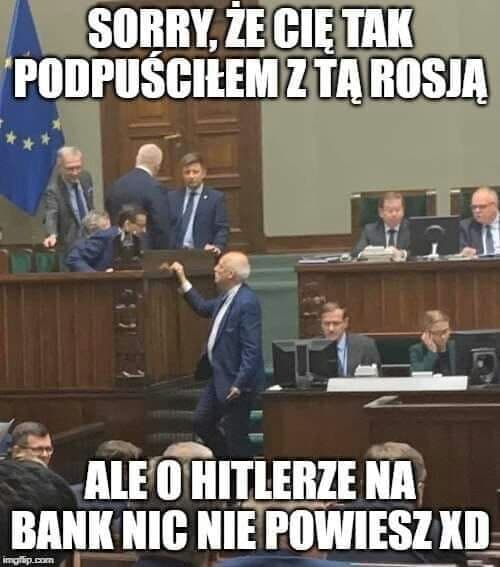 SORRY, ŻE CIĘ TAK
PODPUŚCIŁEM Z TĄ ROSJĄ
ALE O HITLERZE NA
BANK NIC NIE POWIESZ XD
imgflip.com